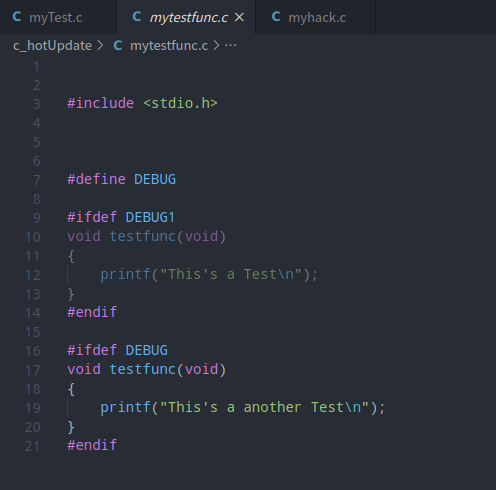 C myTest.c C mytestfunc.c × C myhack.c
c_hotUpdate > C mytestfunc.c > ...
1
2
3 #include <stdio.h>
4
5
6
7 #define DEBUG
8
9 #ifdef DEBUG1
10 void testfunc(void)
11 {
12 printf("This's a Test\n");
13 }
14 #endif
15
16 #ifdef DEBUG
17 void testfunc(void)
18 {
19 printf("This's a another Test\n");
20 }
21 #endif